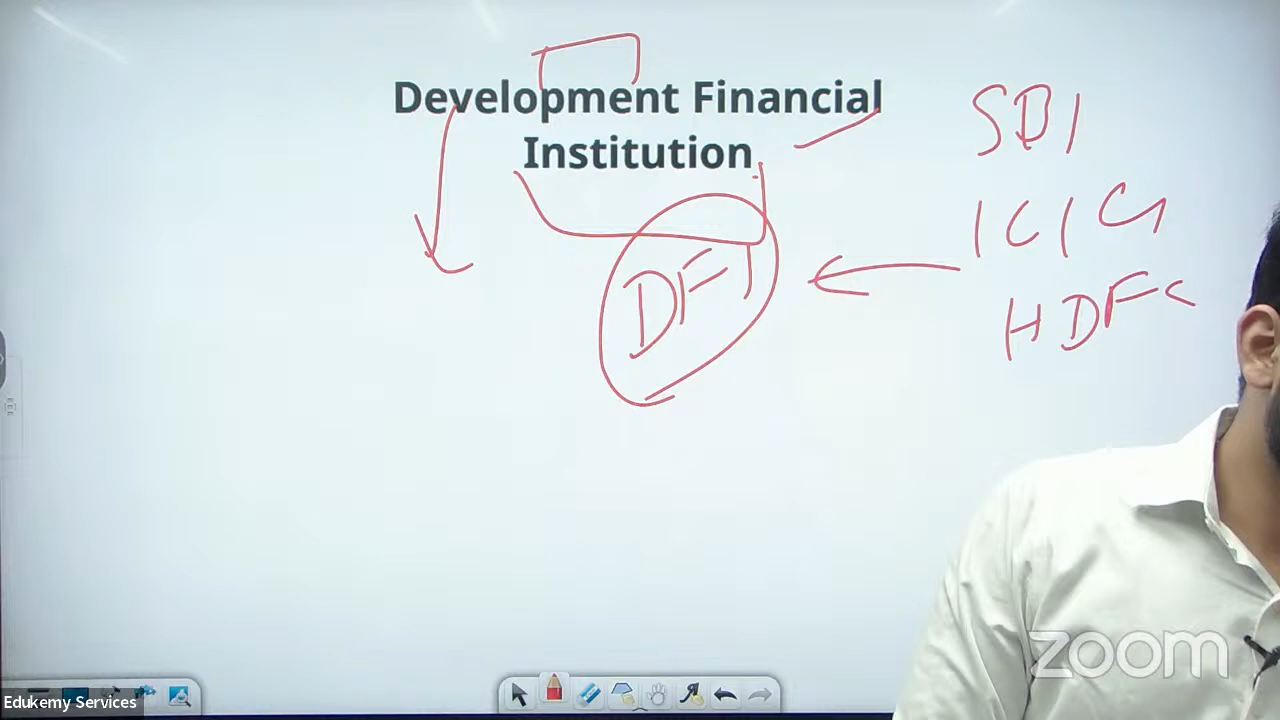 Development Financial
Institution
SBI
ICICI
HDFC
DFI
zoom
Edukemy Services